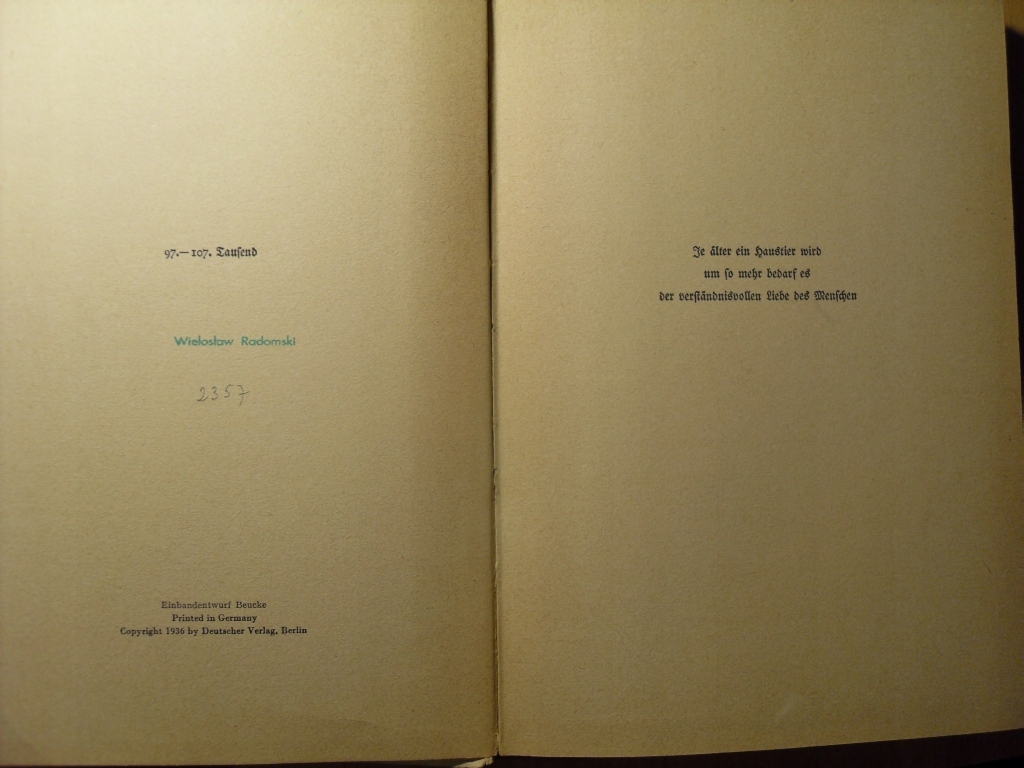 97.—107. Tausend
Wielosław Radomski
2357
Einbandentwurf Beucke
Printed in Germany
Copyright 1936 by Deutscher Verlag, Berlin
Je älter ein Haustier wird
um so mehr bedarf es
der verständnisvollen Liebe des Menschen